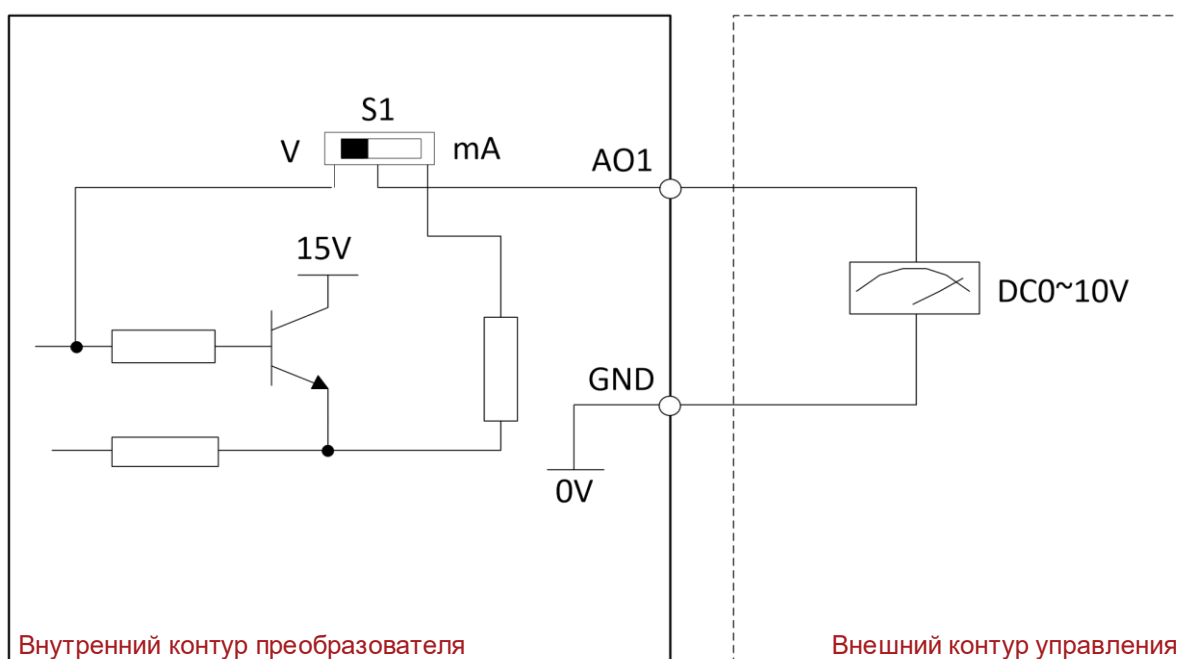 S1
V
mA
AO1
15V
DC0~10V
GND
0V
Внутренний контур преобразователя
Внешний контур управления